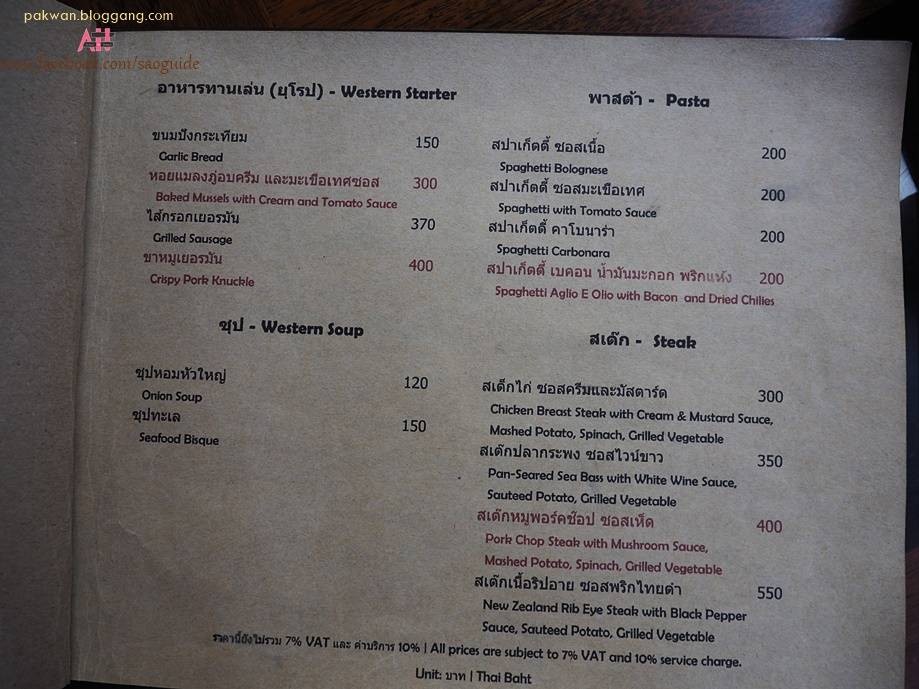 pakwan.bloggang.com
www.facebook.com/saoguide
อาหารทานเล่น (ยุโรป) - Western Starter
ขนมปังกระเทียม 150
Garlic Bread
หอยแมลงภู่อบครีม และมะเขือเทศซอส 300
Baked Mussels with Cream and Tomato Sauce
ไส้กรอกเยอรมัน 370
Grilled Sausage
ขาหมูเยอรมัน 400
Crispy Pork Knuckle
ซุป - Western Soup
ซุปหอมหัวใหญ่ 120
Onion Soup
ซุปทะเล 150
Seafood Bisque
พาสต้า - Pasta
สปาเก็ตตี้ ซอสเนื้อ 200
Spaghetti Bolognese
สปาเก็ตตี้ ซอสมะเขือเทศ 200
Spaghetti with Tomato Sauce
สปาเก็ตตี้ คาโบนาร่า 200
Spaghetti Carbonara
สปาเก็ตตี้ เบคอน น้ำมันมะกอก พริกแห้ง 200
Spaghetti Aglio E Olio with Bacon and Dried Chilies
สเต๊ก - Steak
สเต็กไก่ ซอสครีมและมัสตาร์ด 300
Chicken Breast Steak with Cream & Mustard Sauce,
Mashed Potato, Spinach, Grilled Vegetable
สเต๊กปลากระพง ซอสไวน์ขาว 350
Pan-Seared Sea Bass with White Wine Sauce,
Sauteed Potato, Grilled Vegetable
สเต๊กหมูพอร์คช๊อป ซอสเห็ด 400
Pork Chop Steak with Mushroom Sauce,
Mashed Potato, Spinach, Grilled Vegetable
สเต๊กเนื้อริปอาย ซอสพริกไทยดำ 550
New Zealand Rib Eye Steak with Black Pepper
Sauce, Sauteed Potato, Grilled Vegetable
ราคานี้ยังไม่รวม 7% VAT และ ค่าบริการ 10% | All prices are subject to 7% VAT and 10% service charge.
Unit: บาท | Thai Baht